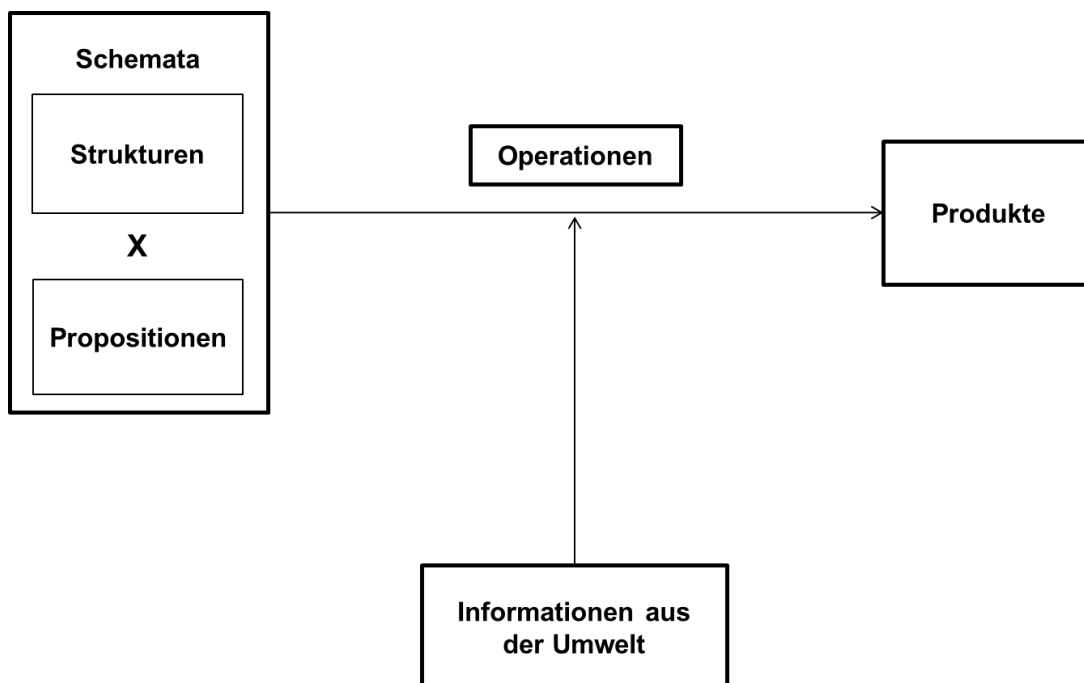 Schemata
Strukturen
X
Propositionen
Operationen
Produkte
Informationen aus
der Umwelt